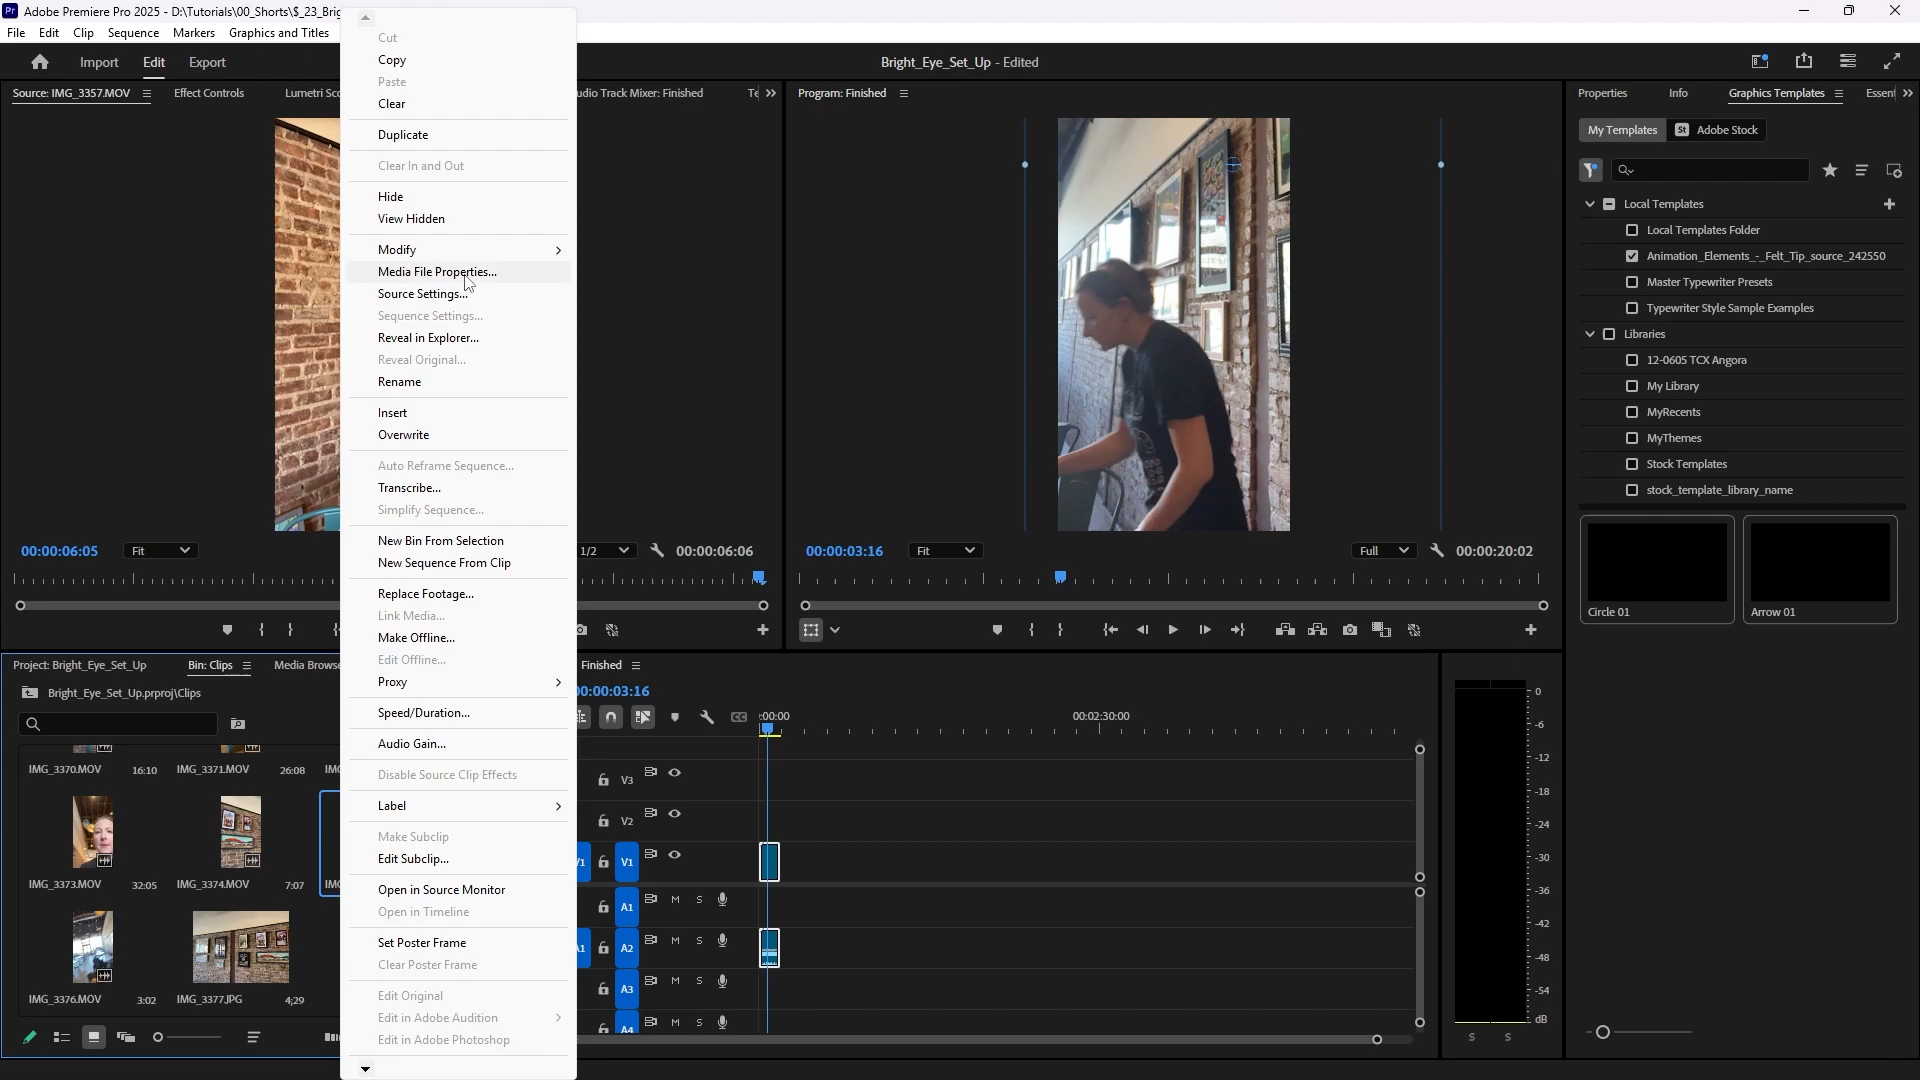 Pr Adobe Premiere Pro 2025 - D:\Tutorials\00_Shorts\$_23_Brig
File Edit Clip Sequence Markers Graphics and Titles
Import Edit Export
Bright_Eye_Set_Up - Edited
Source: IMG_3357.MOV Effect Controls Lumetri Sco
udio Track Mixer: Finished Te
Program: Finished
Properties Info Graphics Templates Essen
My Templates St Adobe Stock
Local Templates
Local Templates Folder
Animation_Elements_-_Felt_Tip_source_242550
Master Typewriter Presets
Typewriter Style Sample Examples
Libraries
12-0605 TCX Angora
My Library
MyRecents
MyThemes
Stock Templates
stock_template_library_name
Circle 01 Arrow 01
Cut
Copy
Paste
Clear
Duplicate
Clear In and Out
Hide
View Hidden
Modify
Media File Properties...
Source Settings...
Sequence Settings...
Reveal in Explorer...
Reveal Original...
Rename
Insert
Overwrite
Auto Reframe Sequence...
Transcribe...
Simplify Sequence...
New Bin From Selection
New Sequence From Clip
Replace Footage...
Link Media...
Make Offline...
Edit Offline...
Proxy
Speed/Duration...
Audio Gain...
Disable Source Clip Effects
Label
Make Subclip
Edit Subclip...
Open in Source Monitor
Open in Timeline
Set Poster Frame
Clear Poster Frame
Edit Original
Edit in Adobe Audition
Edit in Adobe Photoshop
00:00:06:05 Fit
1/2 00:00:06:06
00:00:03:16 Fit Full 00:00:20:02
Project: Bright_Eye_Set_Up Bin: Clips Media Browse
Bright_Eye_Set_Up.prproj\Clips
IMG_3370.MOV 16:10 IMG_3371.MOV 26:08 IM
IMG_3373.MOV 32:05 IMG_3374.MOV 7:07 IM
IMG_3376.MOV 3:02 IMG_3377.JPG 4;29
Finished
0:00:03:16
:00:00 00:02:30:00
V3
V2
V1 V1
A1 M S
A1 A2 M S
A3 M S
A4 M S
0
-6
-12
-18
-24
-30
-36
-42
-48
-54
dB
S S